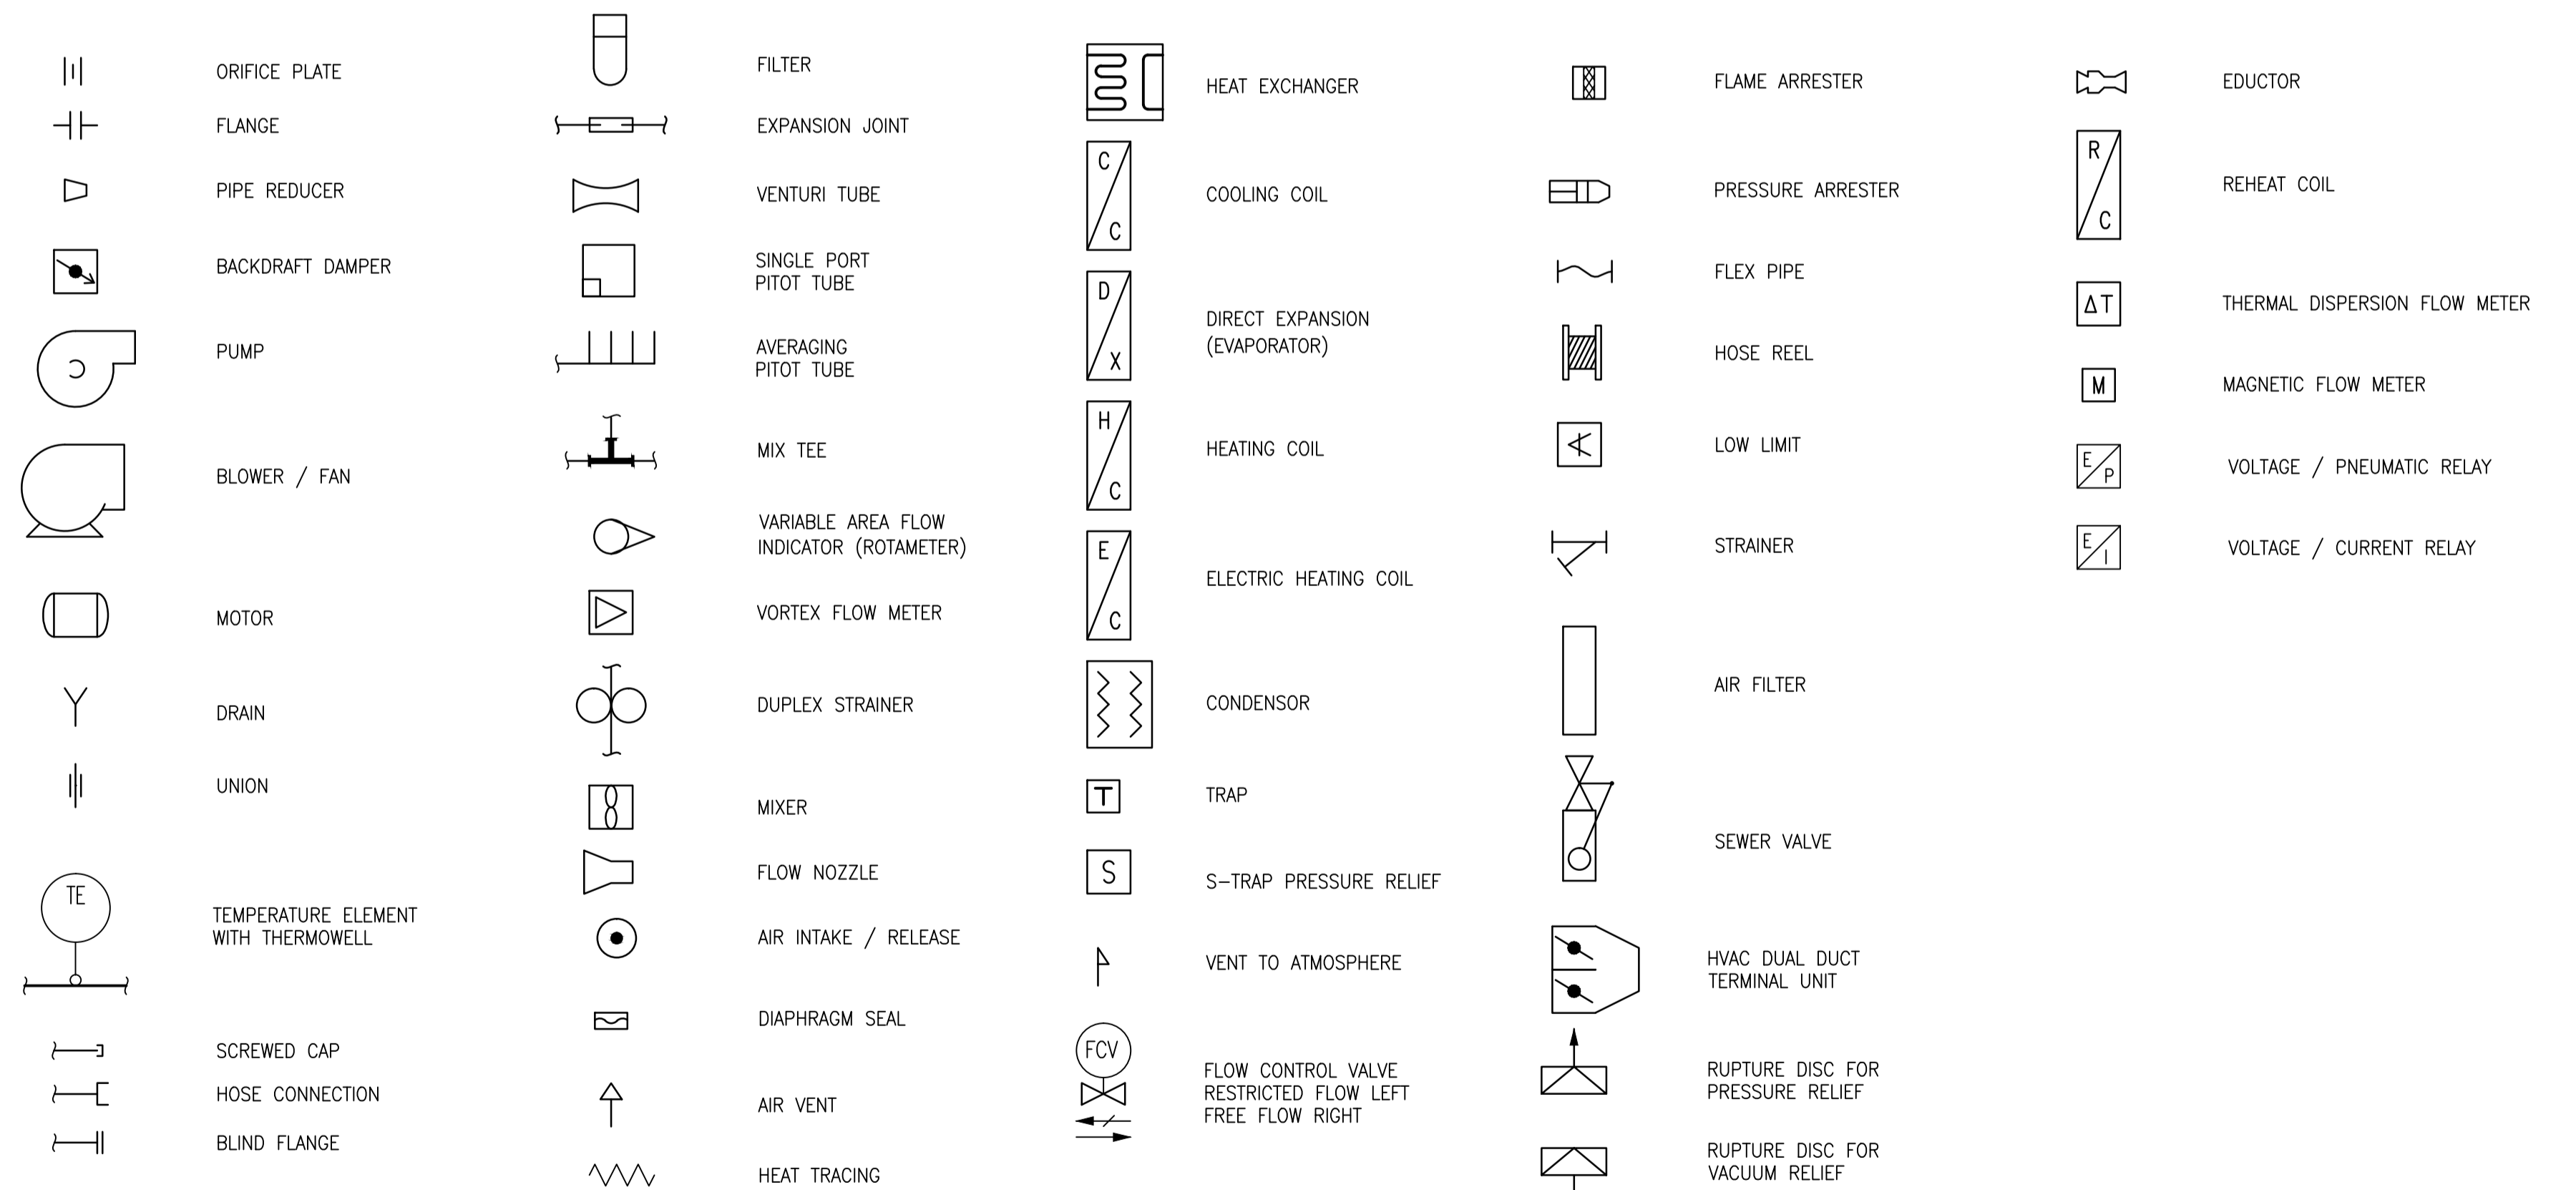 ORIFICE PLATE
FLANGE
PIPE REDUCER
BACKDRAFT DAMPER
PUMP
BLOWER / FAN
MOTOR
DRAIN
UNION
TE
TEMPERATURE ELEMENT
WITH THERMOWELL
SCREWED CAP
HOSE CONNECTION
BLIND FLANGE
FILTER
EXPANSION JOINT
VENTURI TUBE
SINGLE PORT
PITOT TUBE
AVERAGING
PITOT TUBE
MIX TEE
VARIABLE AREA FLOW
INDICATOR (ROTAMETER)
VORTEX FLOW METER
DUPLEX STRAINER
MIXER
FLOW NOZZLE
AIR INTAKE / RELEASE
DIAPHRAGM SEAL
AIR VENT
HEAT TRACING
HEAT EXCHANGER
C
C
COOLING COIL
D
X
DIRECT EXPANSION
(EVAPORATOR)
H
C
HEATING COIL
E
C
ELECTRIC HEATING COIL
CONDENSOR
T
TRAP
S
S-TRAP PRESSURE RELIEF
VENT TO ATMOSPHERE
FCV
FLOW CONTROL VALVE
RESTRICTED FLOW LEFT
FREE FLOW RIGHT
FLAME ARRESTER
PRESSURE ARRESTER
FLEX PIPE
HOSE REEL
LOW LIMIT
STRAINER
AIR FILTER
SEWER VALVE
HVAC DUAL DUCT
TERMINAL UNIT
RUPTURE DISC FOR
PRESSURE RELIEF
RUPTURE DISC FOR
VACUUM RELIEF
EDUCTOR
R
C
REHEAT COIL
ΔT
THERMAL DISPERSION FLOW METER
M
MAGNETIC FLOW METER
E
P
VOLTAGE / PNEUMATIC RELAY
E
I
VOLTAGE / CURRENT RELAY